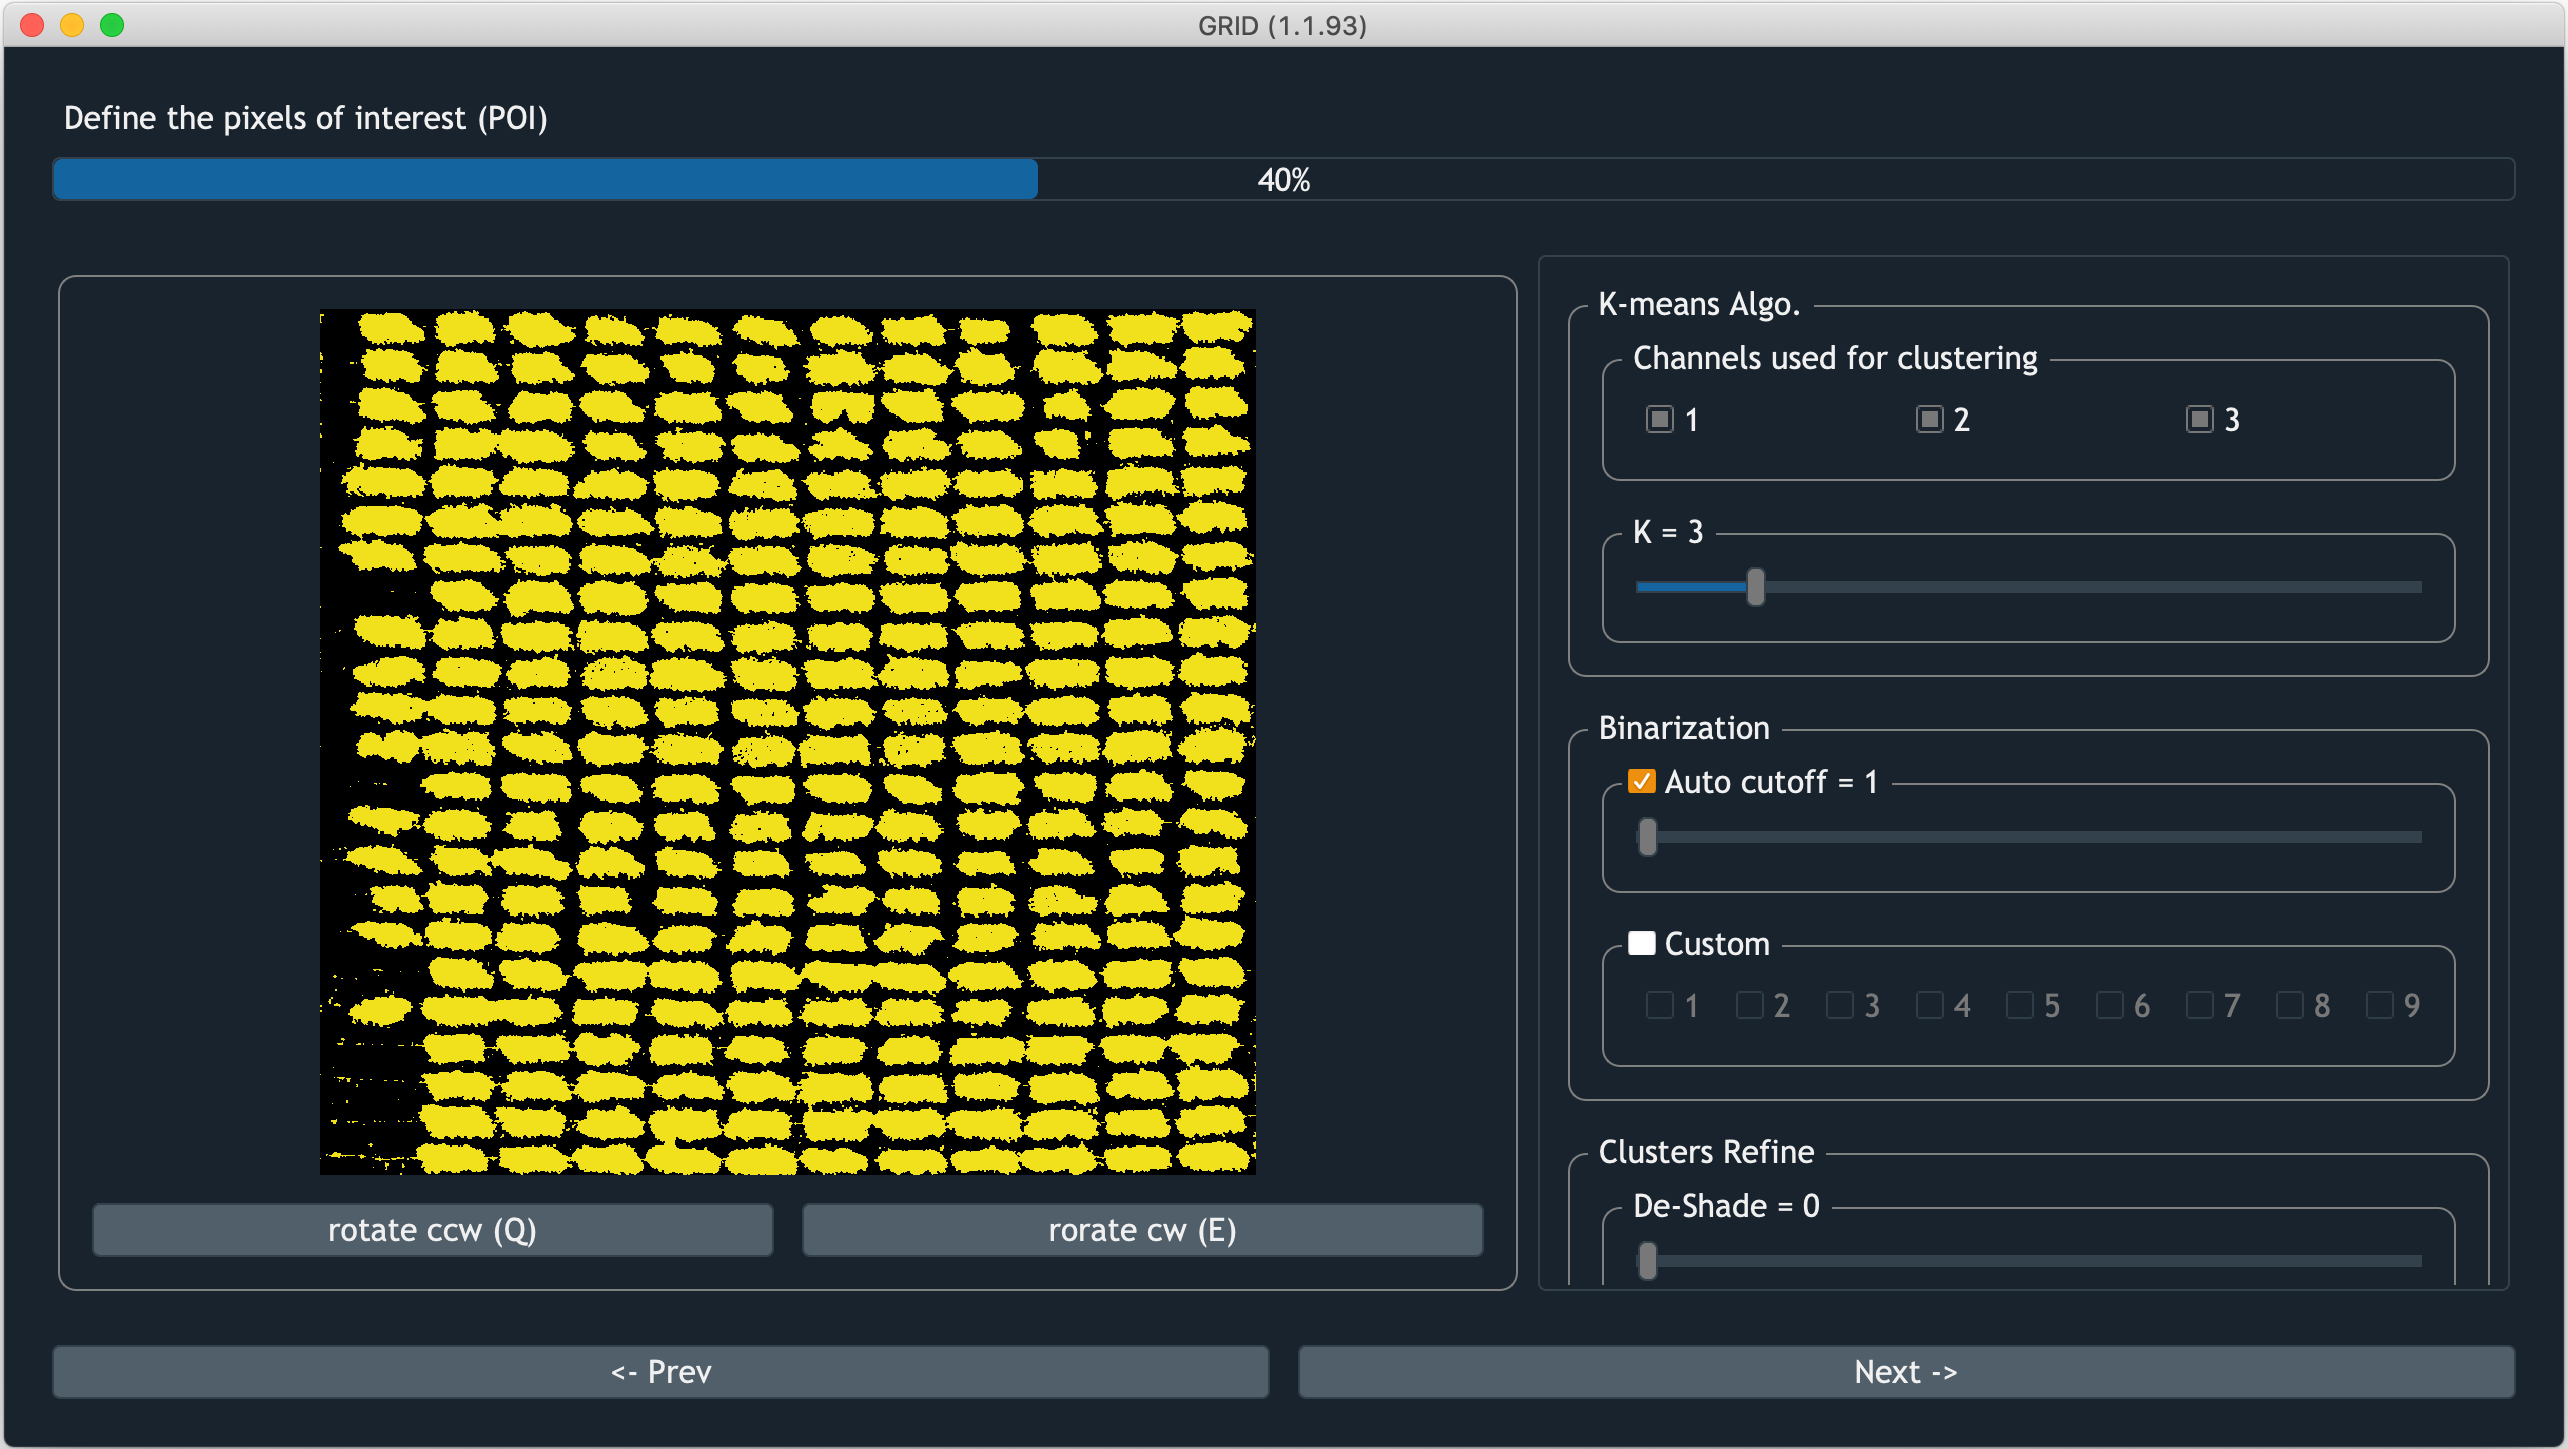 GRID (1.1.93)
Define the pixels of interest (POI)
40%
K-means Algo.
Channels used for clustering
1 2 3
K = 3
Binarization
Auto cutoff = 1
Custom
1 2 3 4 5 6 7 8 9
Clusters Refine
De-Shade = 0
rotate ccw (Q)
rorate cw (E)
<- Prev
Next ->